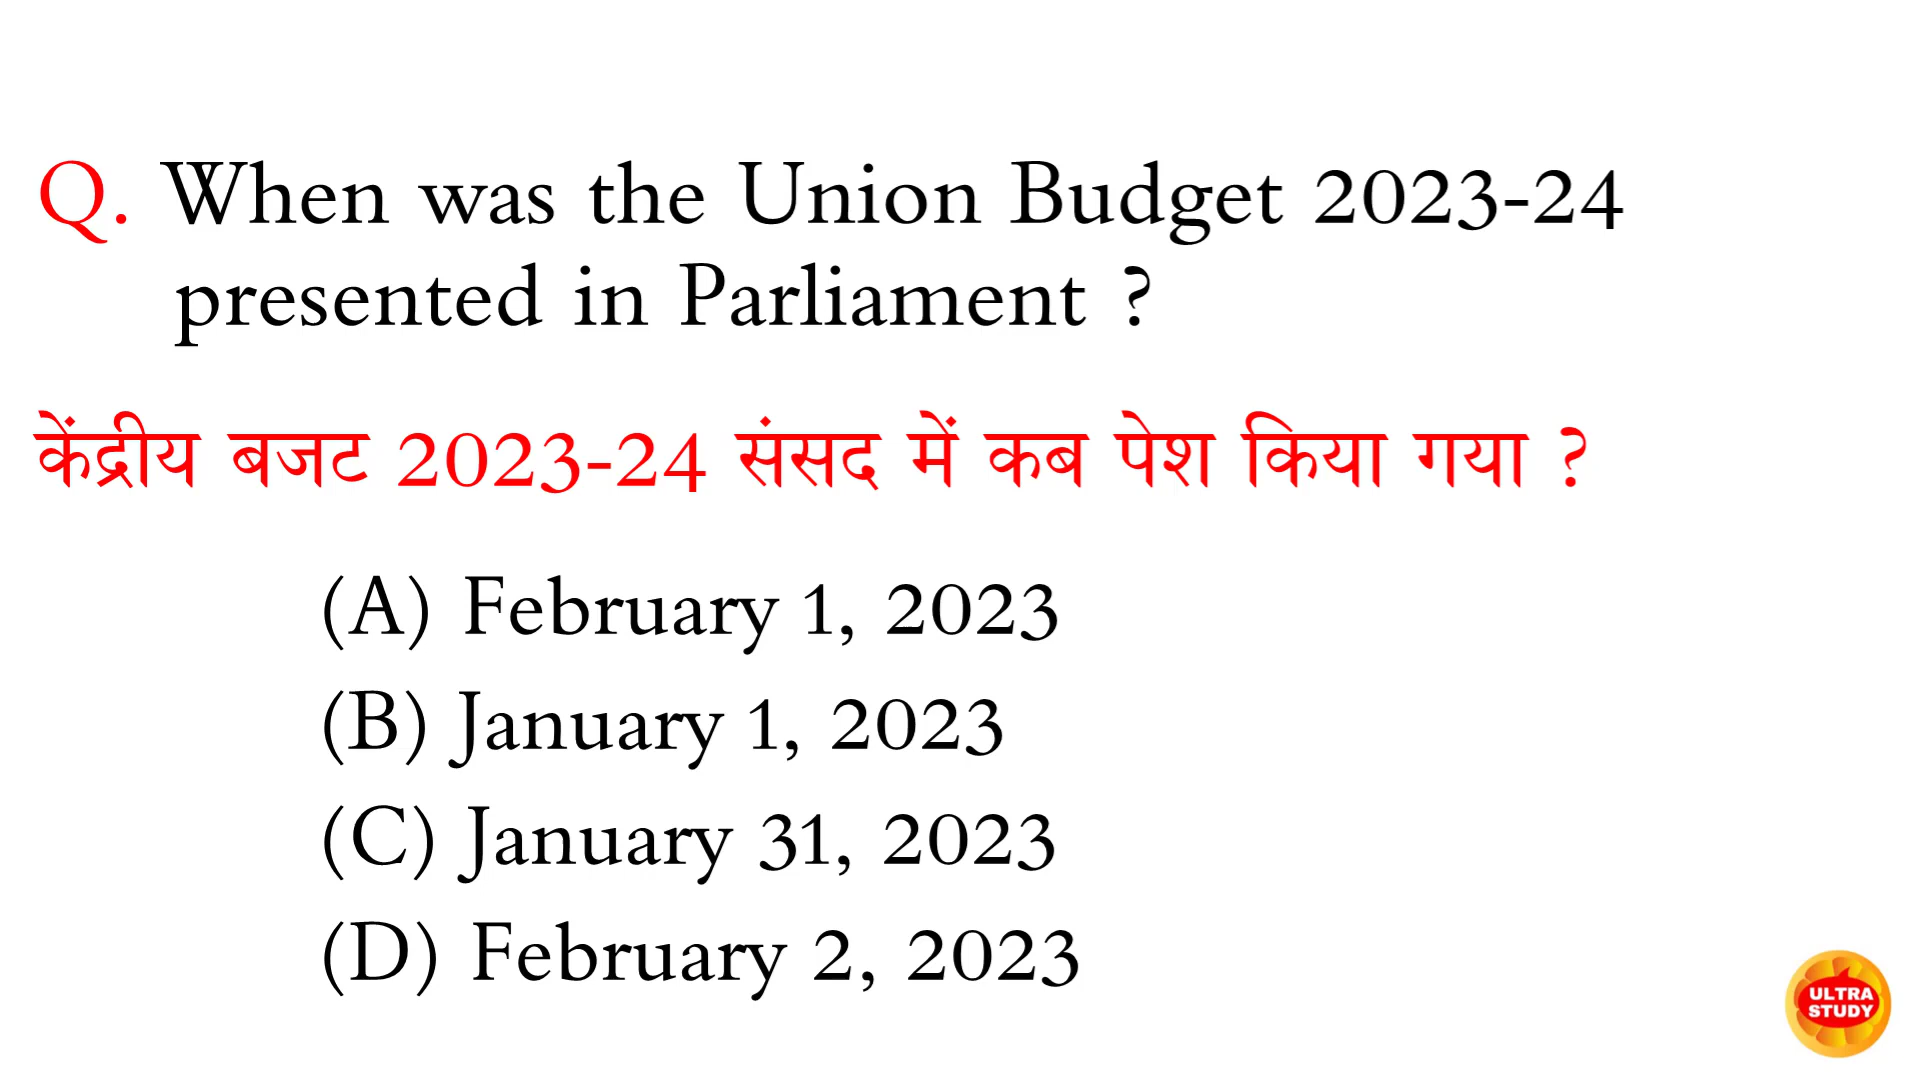 Q. When was the Union Budget 2023-24
presented in Parliament ?
केंद्रीय बजट 2023-24 संसद में कब पेश किया गया ?
(A) February 1, 2023
(B) January 1, 2023
(C) January 31, 2023
(D) February 2, 2023
ULTRA
STUDY